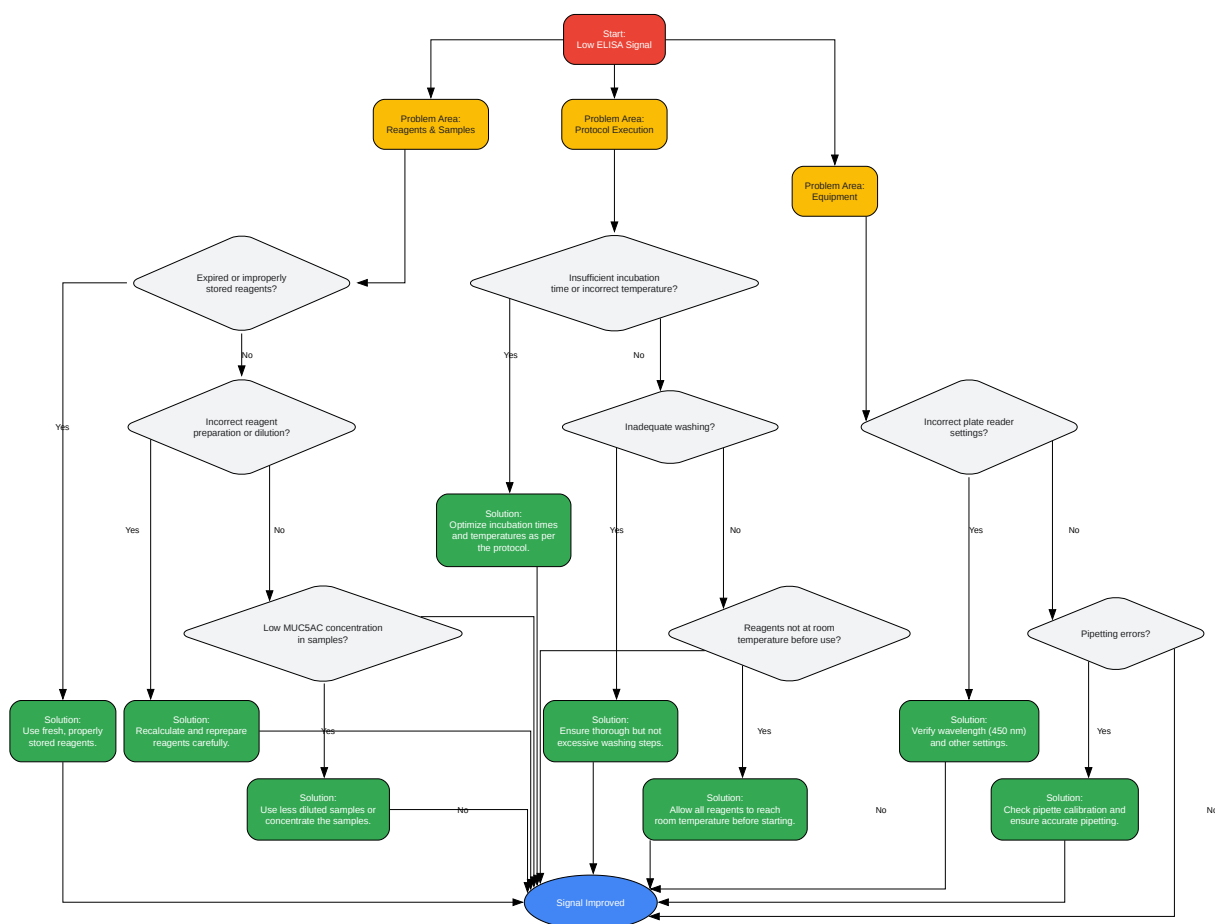 Start:
Low ELISA Signal
Problem Area:
Reagents & Samples
Problem Area:
Protocol Execution
Problem Area:
Equipment
Expired or improperly
stored reagents?
Insufficient incubation
time or incorrect temperature?
Yes
No
Yes
No
Incorrect reagent
preparation or dilution?
Inadequate washing?
Incorrect plate reader
settings?
Yes
No
Solution:
Optimize incubation times
and temperatures as per
the protocol.
Yes
No
Yes
No
Low MUC5AC concentration
in samples?
Reagents not at room
temperature before use?
Pipetting errors?
Solution:
Use fresh, properly
stored reagents.
Solution:
Recalculate and reprepare
reagents carefully.
Yes
Solution:
Ensure thorough but not
excessive washing steps.
Yes
Solution:
Verify wavelength (450 nm)
and other settings.
Yes
Solution:
Use less diluted samples or
concentrate the samples.
No
Solution:
Allow all reagents to reach
room temperature before starting.
No
Solution:
Check pipette calibration and
ensure accurate pipetting.
No
Signal Improved